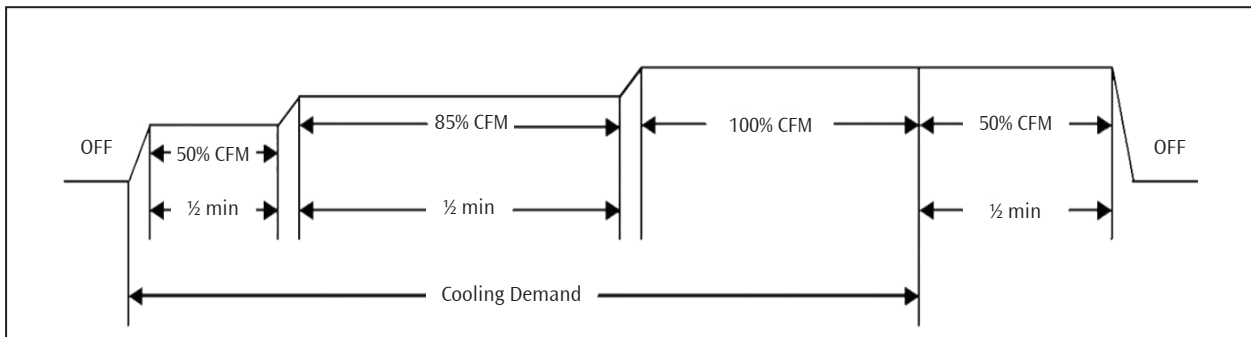 OFF
50% CFM
85% CFM
100% CFM
50% CFM
OFF
½ min
½ min
½ min
Cooling Demand